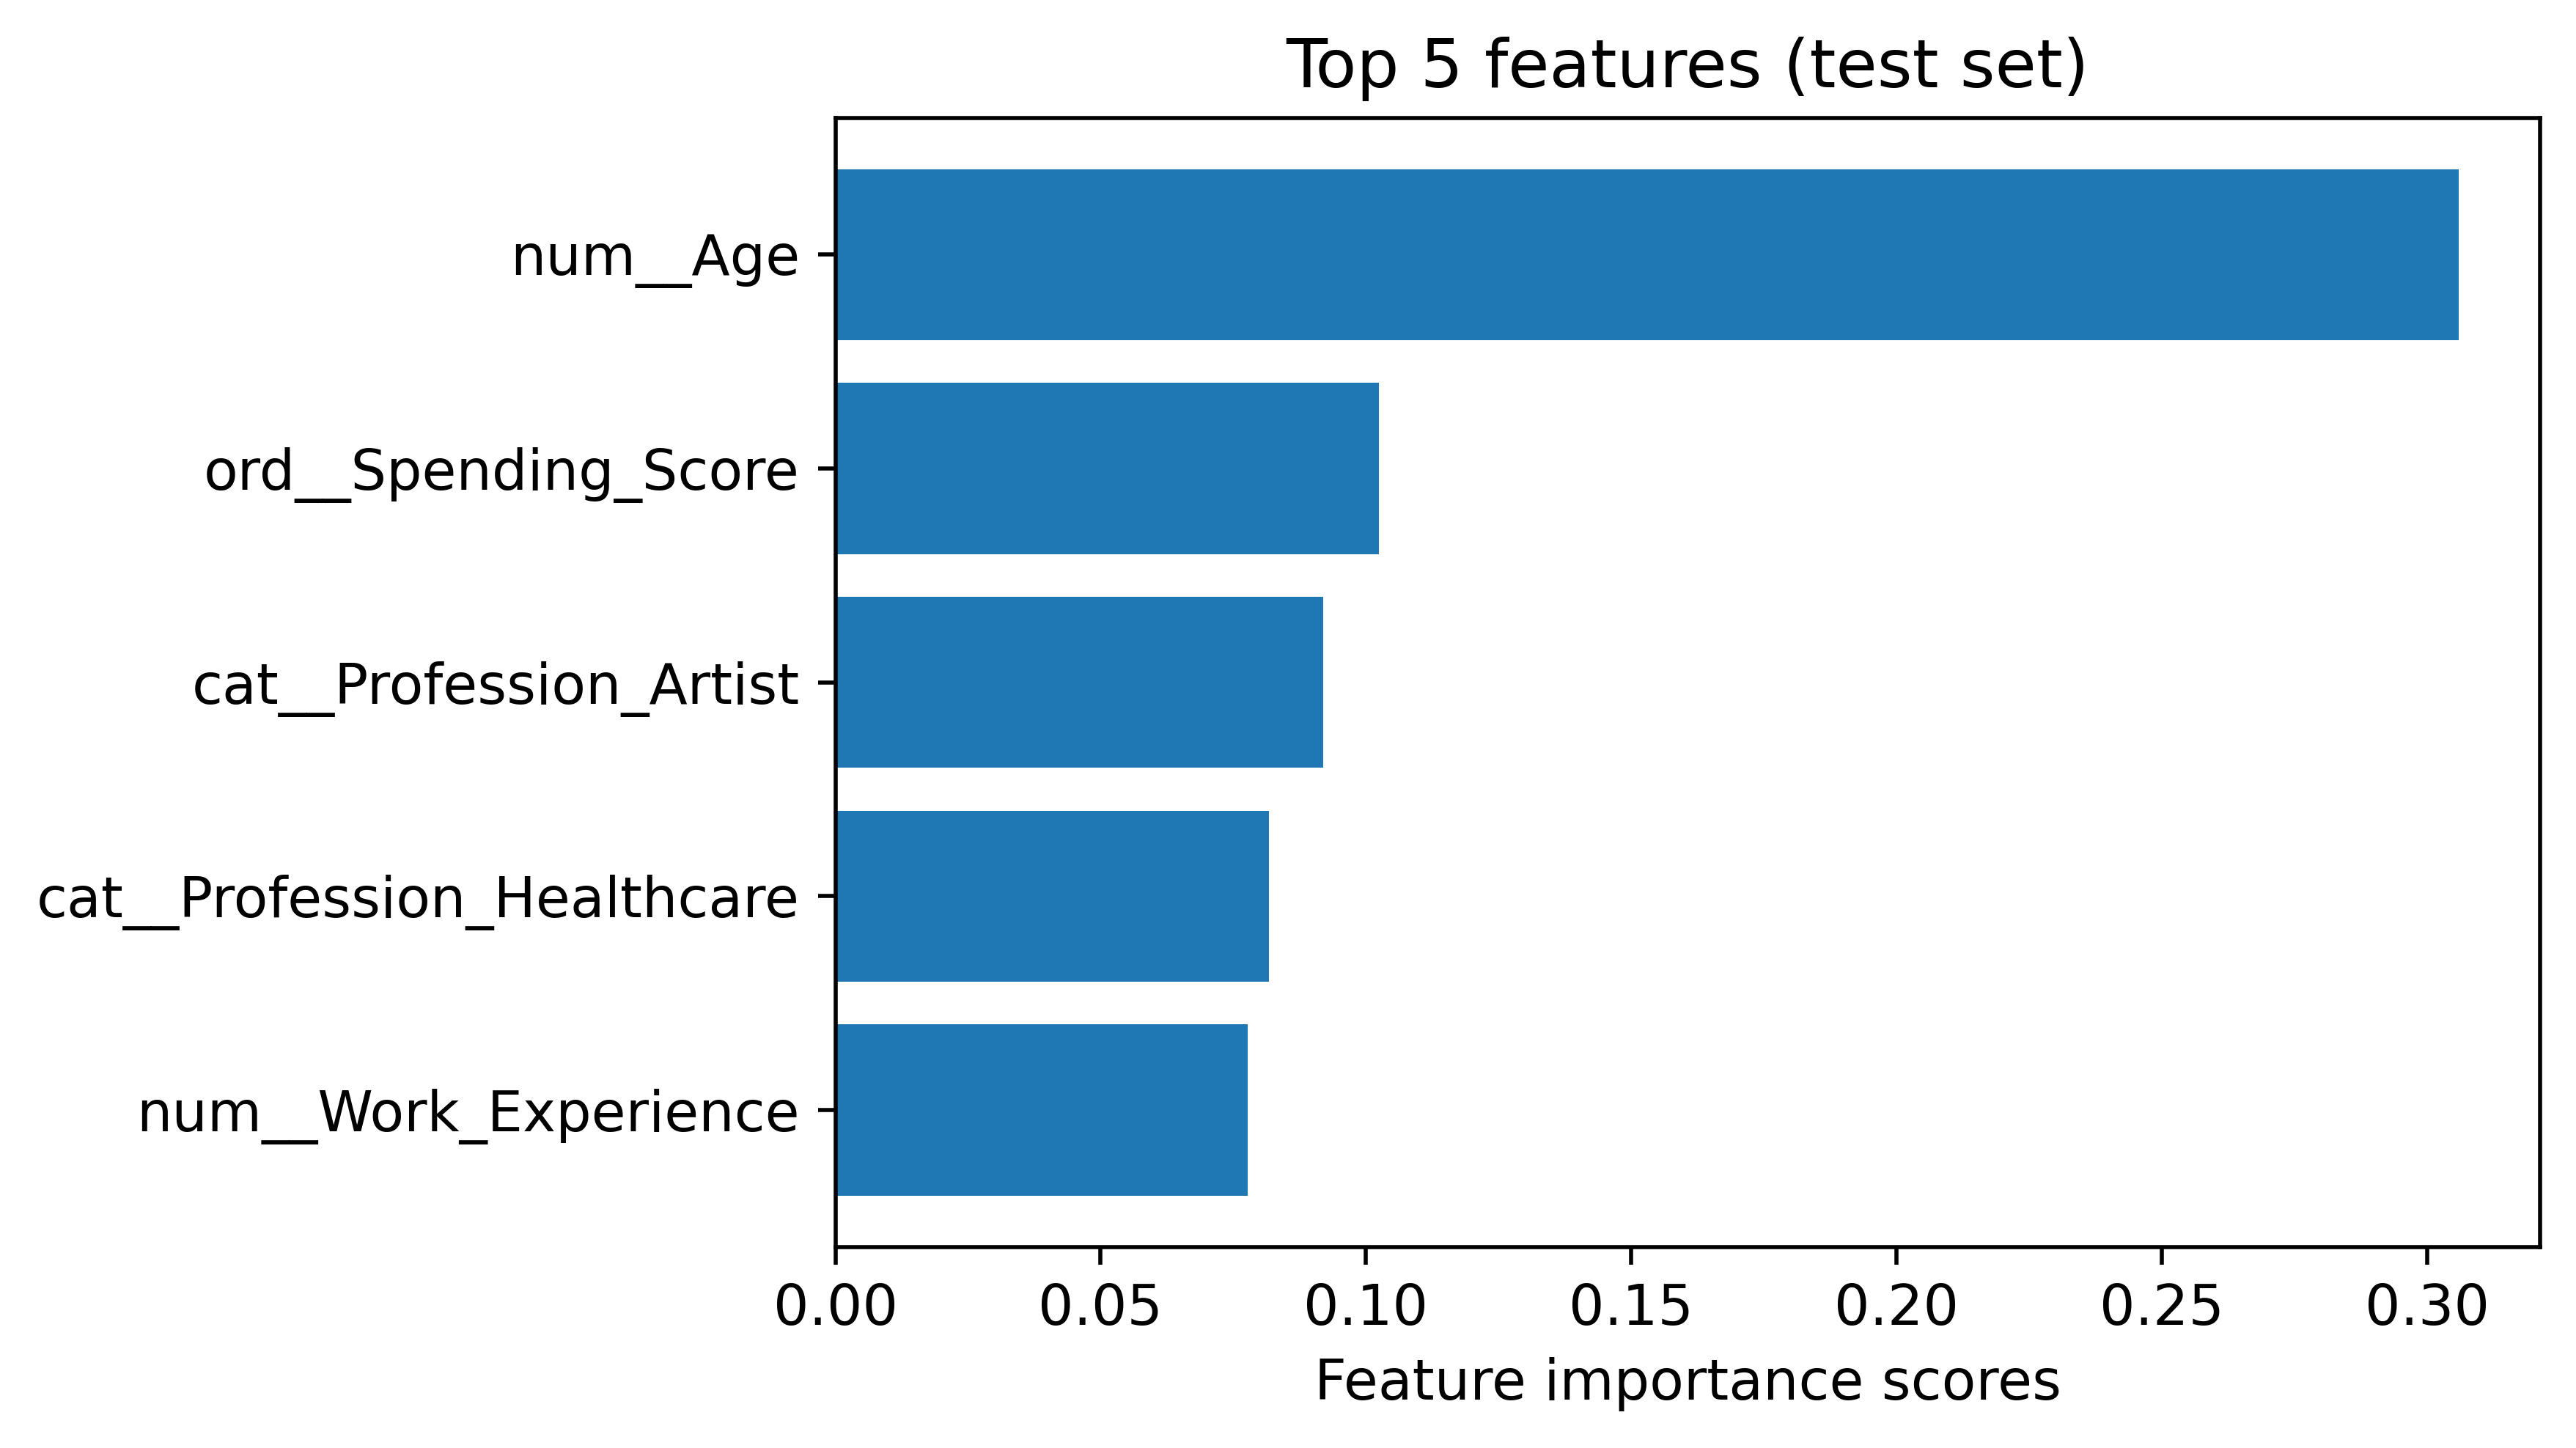 Top 5 features (test set)
num__Age
ord__Spending_Score
cat__Profession_Artist
cat__Profession_Healthcare
num__Work_Experience
0.00 0.05 0.10 0.15 0.20 0.25 0.30
Feature importance scores